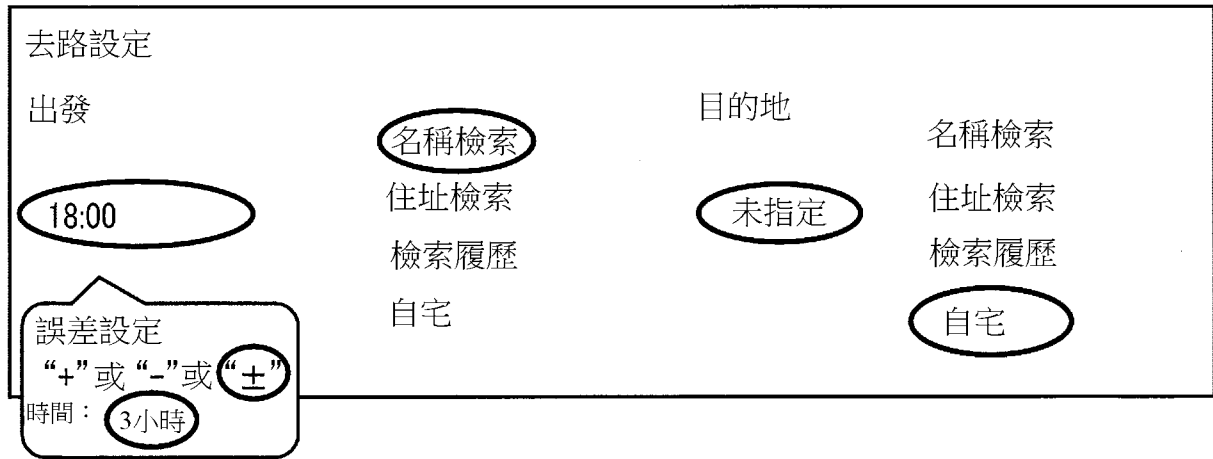 去路設定
出發
18:00
誤差設定
“+”或“-”或“±”
時間：3小時
名稱檢索
住址檢索
檢索履歷
自宅
目的地
未指定
名稱檢索
住址檢索
檢索履歷
自宅